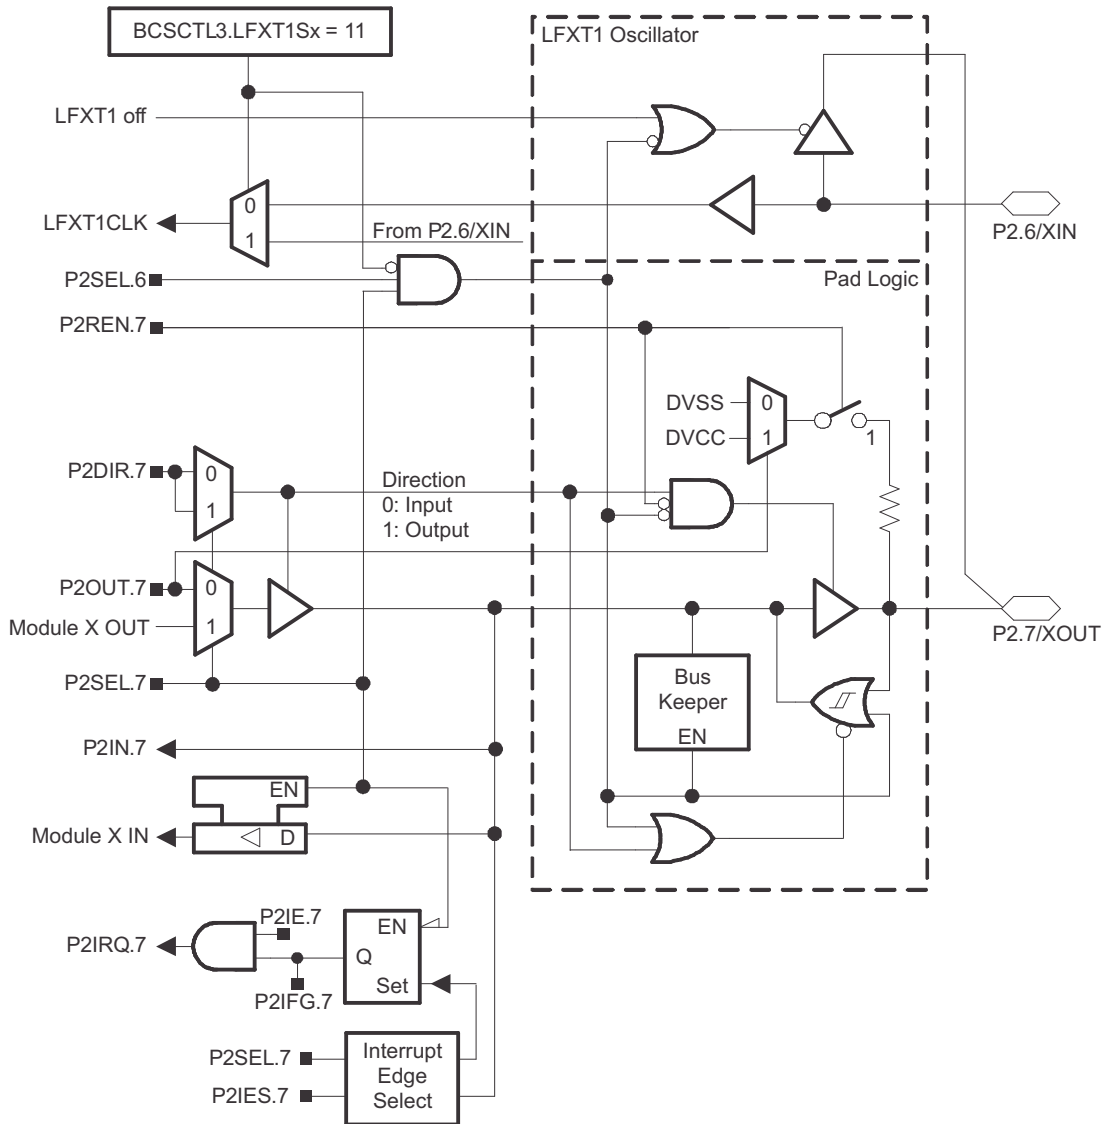 BCSCTL3.LFXT1Sx = 11
LFXT1 Oscillator
LFXT1 off
0
LFXT1CLK
1
From P2.6/XIN
P2.6/XIN
P2SEL.6
Pad Logic
P2REN.7
DVSS
0
DVCC
1
1
P2DIR.7
0
1
Direction
0: Input
1: Output
P2OUT.7
0
Module X OUT
1
P2.7/XOUT
P2SEL.7
Bus
Keeper
EN
P2IN.7
EN
Module X IN
D
P2IE.7
EN
P2IRQ.7
Q
Set
P2IFG.7
P2SEL.7
Interrupt
Edge
Select
P2IES.7